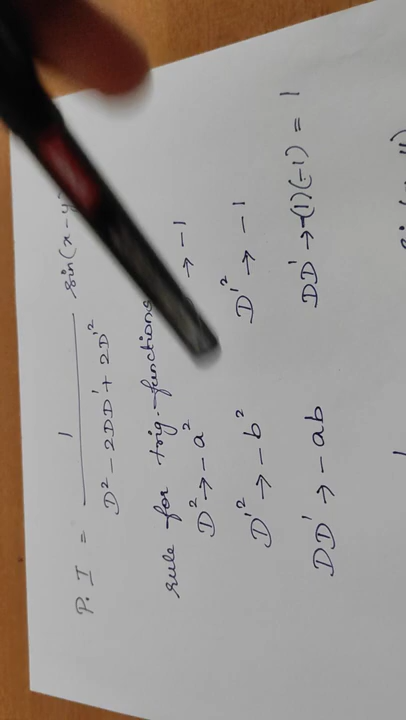 P. I = 1
D² - 2DD' + 2D'² sin(x-y
rule for trig. functions
D² → -a² → -1
D'² → -b² D'² → -1
DD' → -ab DD' → -(1)(-1) = 1